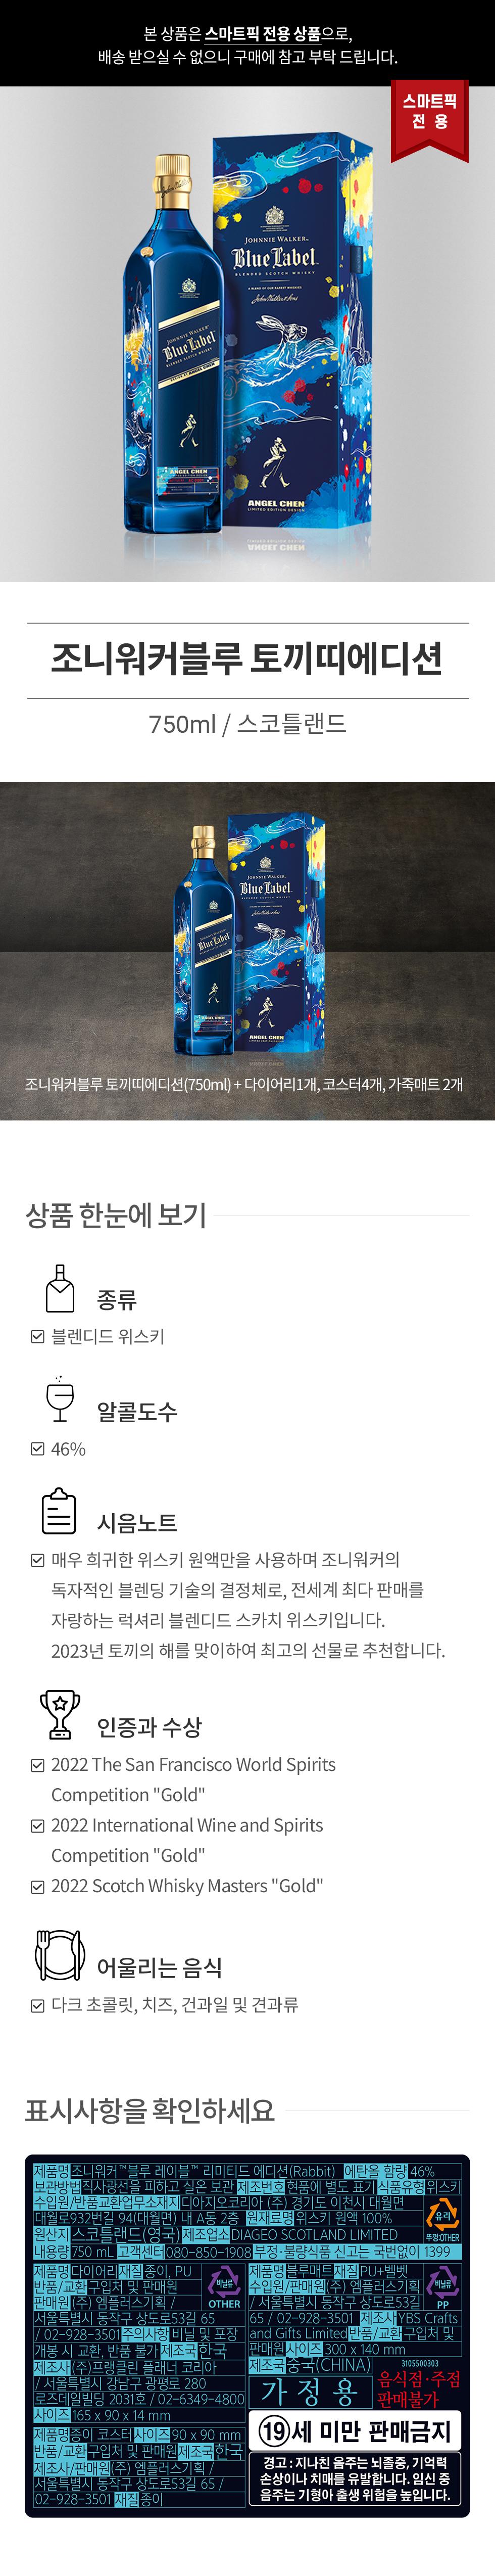 본 상품은 스마트픽 전용 상품으로,
배송 받으실 수 없으니 구매에 참고 부탁 드립니다.
스마트픽
전 용
JOHNNIE WALKER
Blue Label
BLENDED SCOTCH WHISKY
A BLEND OF OUR RAREST WHISKIES
John Walker & Sons
ANGEL CHEN
LIMITED EDITION DESIGN
JOHNNIE WALKER
Blue Label
BLENDED SCOTCH WHISKY
ANGEL CHEN
조니워커블루 토끼띠에디션
750ml / 스코틀랜드
JOHNNIE WALKER
Blue Label
BLENDED SCOTCH WHISKY
John Walker & Sons
ANGEL CHEN
Blue Label
ANGEL CHEN
조니워커블루 토끼띠에디션(750ml) + 다이어리1개, 코스터4개, 가죽매트 2개
상품 한눈에 보기
종류
블렌디드 위스키
알콜도수
46%
시음노트
매우 희귀한 위스키 원액만을 사용하며 조니워커의
독자적인 블렌딩 기술의 결정체로, 전세계 최다 판매를
자랑하는 럭셔리 블렌디드 스카치 위스키입니다.
2023년 토끼의 해를 맞이하여 최고의 선물로 추천합니다.
인증과 수상
2022 The San Francisco World Spirits
Competition "Gold"
2022 International Wine and Spirits
Competition "Gold"
2022 Scotch Whisky Masters "Gold"
어울리는 음식
다크 초콜릿, 치즈, 건과일 및 견과류
표시사항을 확인하세요
제품명 조니워커™블루 레이블™ 리미티드 에디션(Rabbit) 에탄올 함량 46%
보관방법 직사광선을 피하고 실온 보관 제조번호 현품에 별도 표기 식품유형 위스키
수입원/반품교환업무소재지 디아지오코리아 (주) 경기도 이천시 대월면
대월로932번길 94(대월면) 내 A동 2층 원재료명 위스키 원액 100%
원산지 스코틀랜드(영국) 제조업소 DIAGEO SCOTLAND LIMITED
내용량 750 mL 고객센터 080-850-1908 부정·불량식품 신고는 국번없이 1399
유리
뚜껑:OTHER
제품명 다이어리 재질 종이, PU
반품/교환 구입처 및 판매원
판매원 (주) 엠플러스기획 /
서울특별시 동작구 상도로53길 65
/ 02-928-3501 주의사항 비닐 및 포장
개봉 시 교환, 반품 불가 제조국 한국
제조사 (주)프랭클린 플래너 코리아
/ 서울특별시 강남구 광평로 280
로즈데일빌딩 2031호 / 02-6349-4800
사이즈 165 x 90 x 14 mm
비닐류
OTHER
제품명 종이 코스터 사이즈 90 x 90 mm
반품/교환 구입처 및 판매원 제조국 한국
제조사/판매원 (주) 엠플러스기획 /
서울특별시 동작구 상도로53길 65 /
02-928-3501 재질 종이
제품명 블루매트 재질 PU+벨벳
수입원/판매원 (주) 엠플러스기획
/ 서울특별시 동작구 상도로53길
65 / 02-928-3501 제조사 YBS Crafts
and Gifts Limited 반품/교환 구입처 및
판매원 사이즈 300 x 140 mm
제조국 중국(CHINA)
비닐류
PP
3105500303
가 정 용
음식점·주점
판매불가
19세 미만 판매금지
경고 : 지나친 음주는 뇌졸중, 기억력
손상이나 치매를 유발합니다. 임신 중
음주는 기형아 출생 위험을 높입니다.